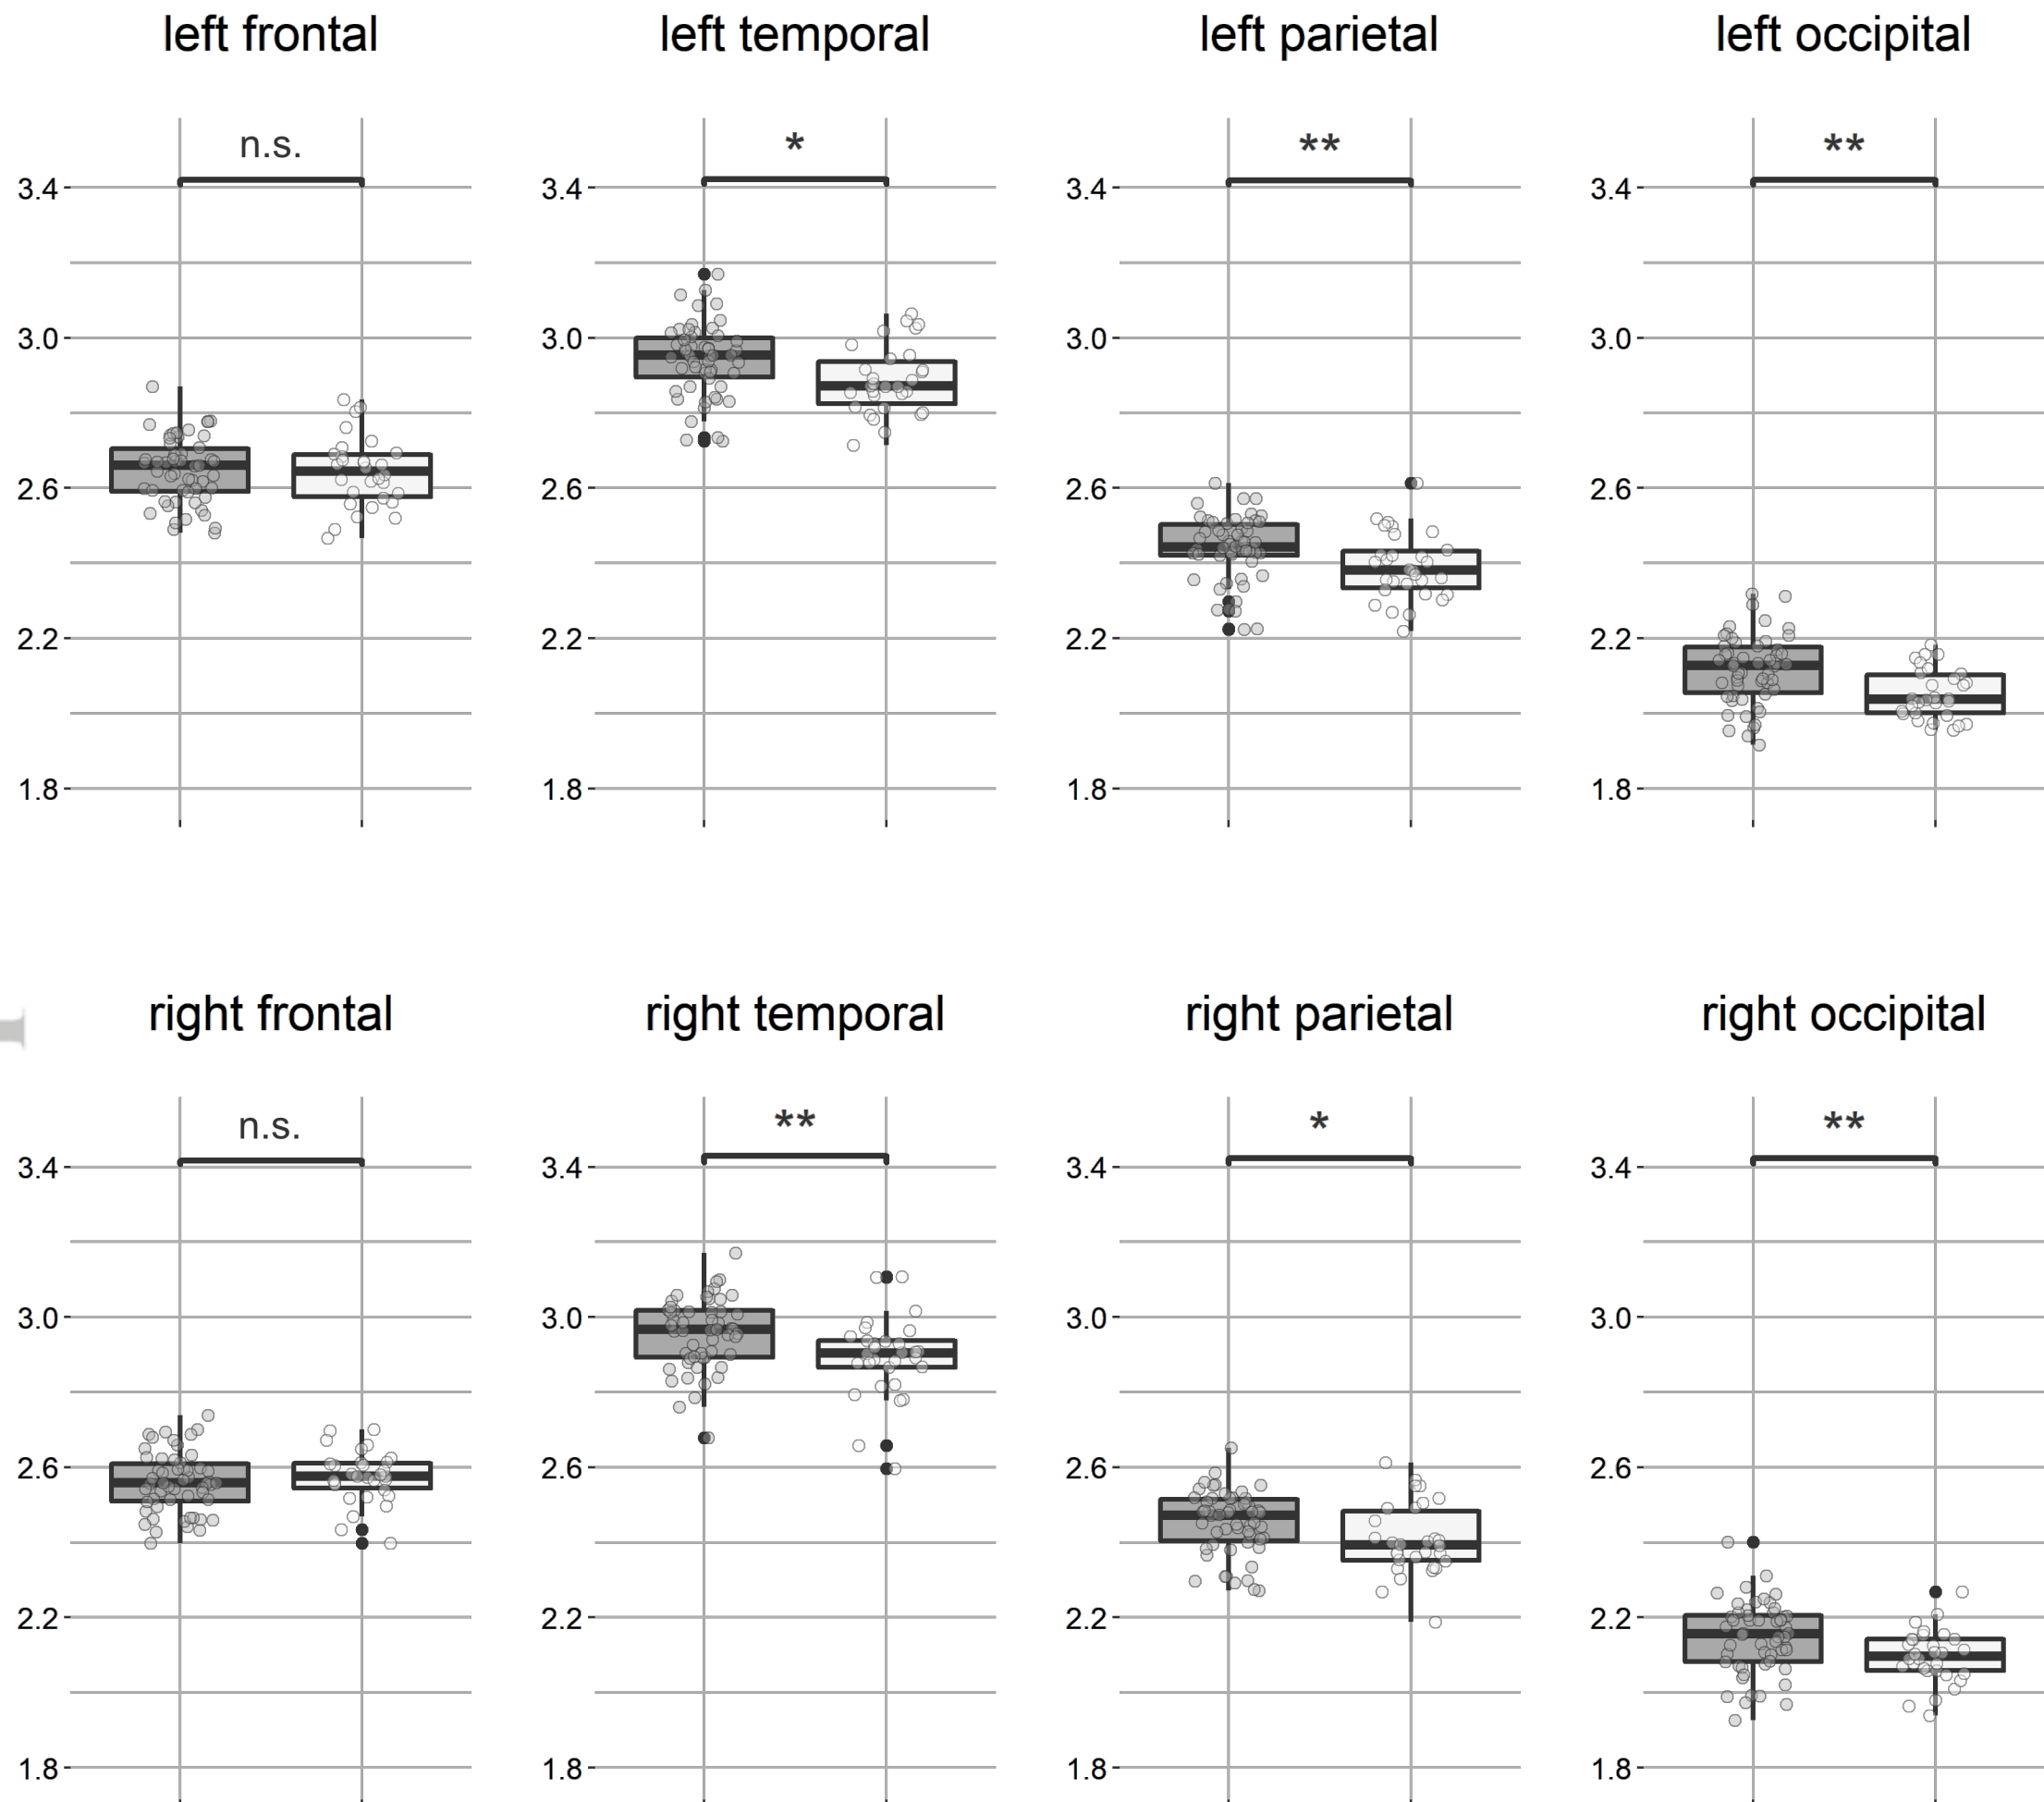 left frontal left temporal left parietal left occipital
n.s. * ** **
3.4 3.4 3.4 3.4
3.0 3.0 3.0 3.0
2.6 2.6 2.6 2.6
2.2 2.2 2.2 2.2
1.8 1.8 1.8 1.8
right frontal right temporal right parietal right occipital
n.s. ** * **
3.4 3.4 3.4 3.4
3.0 3.0 3.0 3.0
2.6 2.6 2.6 2.6
2.2 2.2 2.2 2.2
1.8 1.8 1.8 1.8